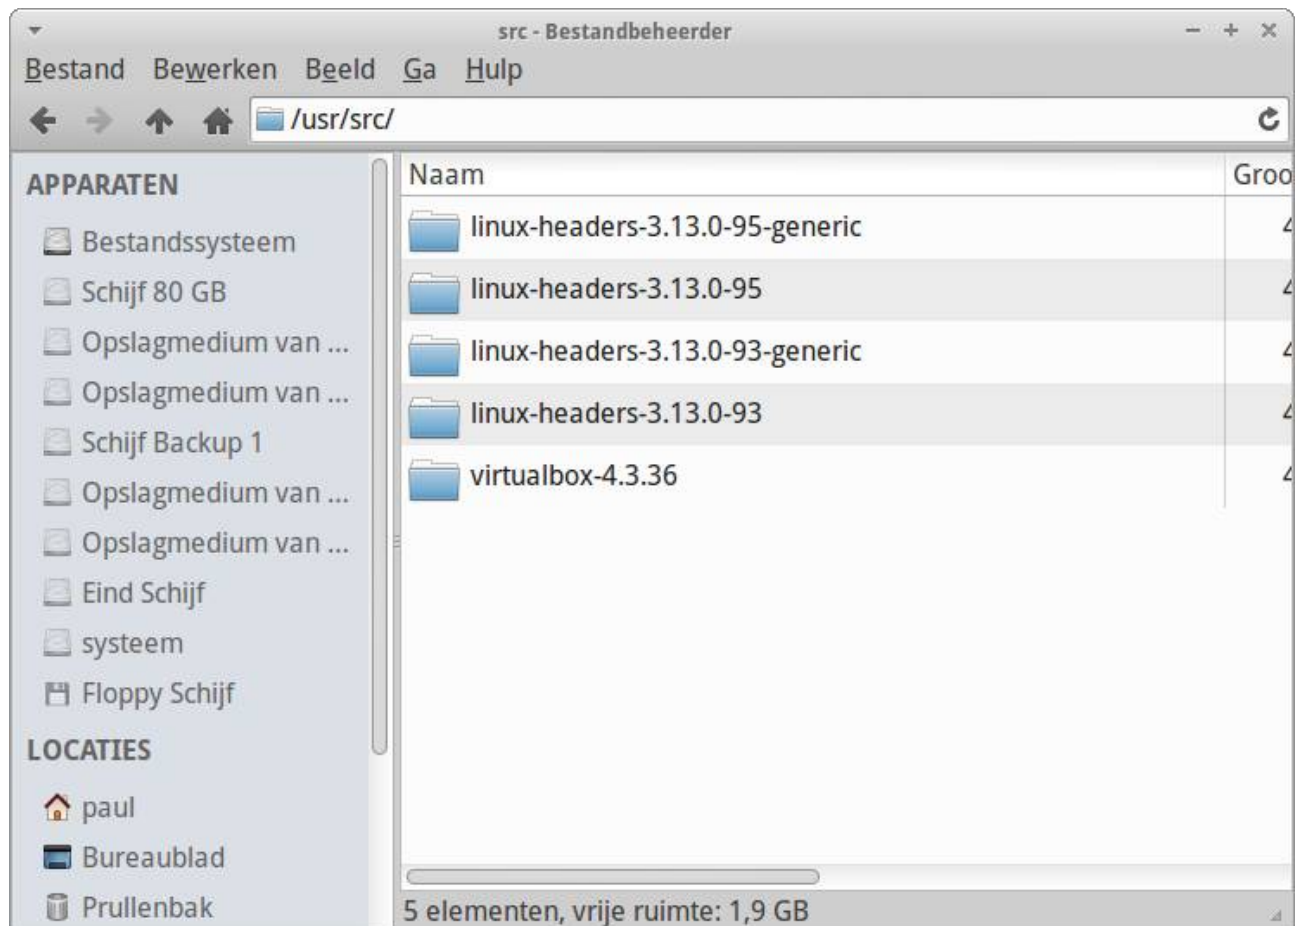 src - Bestandbeheerder
Bestand Bewerken Beeld Ga Hulp
/usr/src/
APPARATEN
Bestandssysteem
Schijf 80 GB
Opslagmedium van ...
Opslagmedium van ...
Schijf Backup 1
Opslagmedium van ...
Opslagmedium van ...
Eind Schijf
systeem
Floppy Schijf
LOCATIES
paul
Bureaublad
Prullenbak
Naam Groo
linux-headers-3.13.0-95-generic
linux-headers-3.13.0-95
linux-headers-3.13.0-93-generic
linux-headers-3.13.0-93
virtualbox-4.3.36
5 elementen, vrije ruimte: 1,9 GB